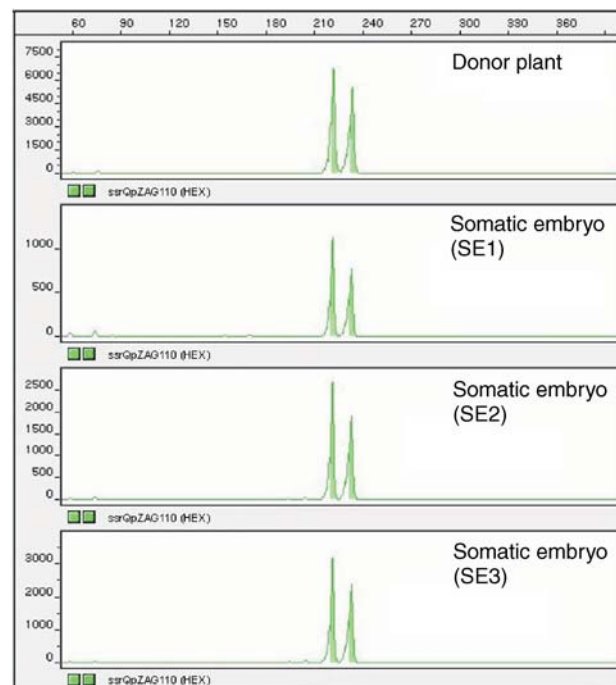 60 90 120 150 180 210 240 270 300 330 360
7500
6000
4500
3000
1500
0
Donor plant
ssrQpZAG110 (HEX)
1000
500
0
Somatic embryo
(SE1)
ssrQpZAG110 (HEX)
2500
2000
1500
1000
500
0
Somatic embryo
(SE2)
ssrQpZAG110 (HEX)
3000
2000
1000
0
Somatic embryo
(SE3)
ssrQpZAG110 (HEX)